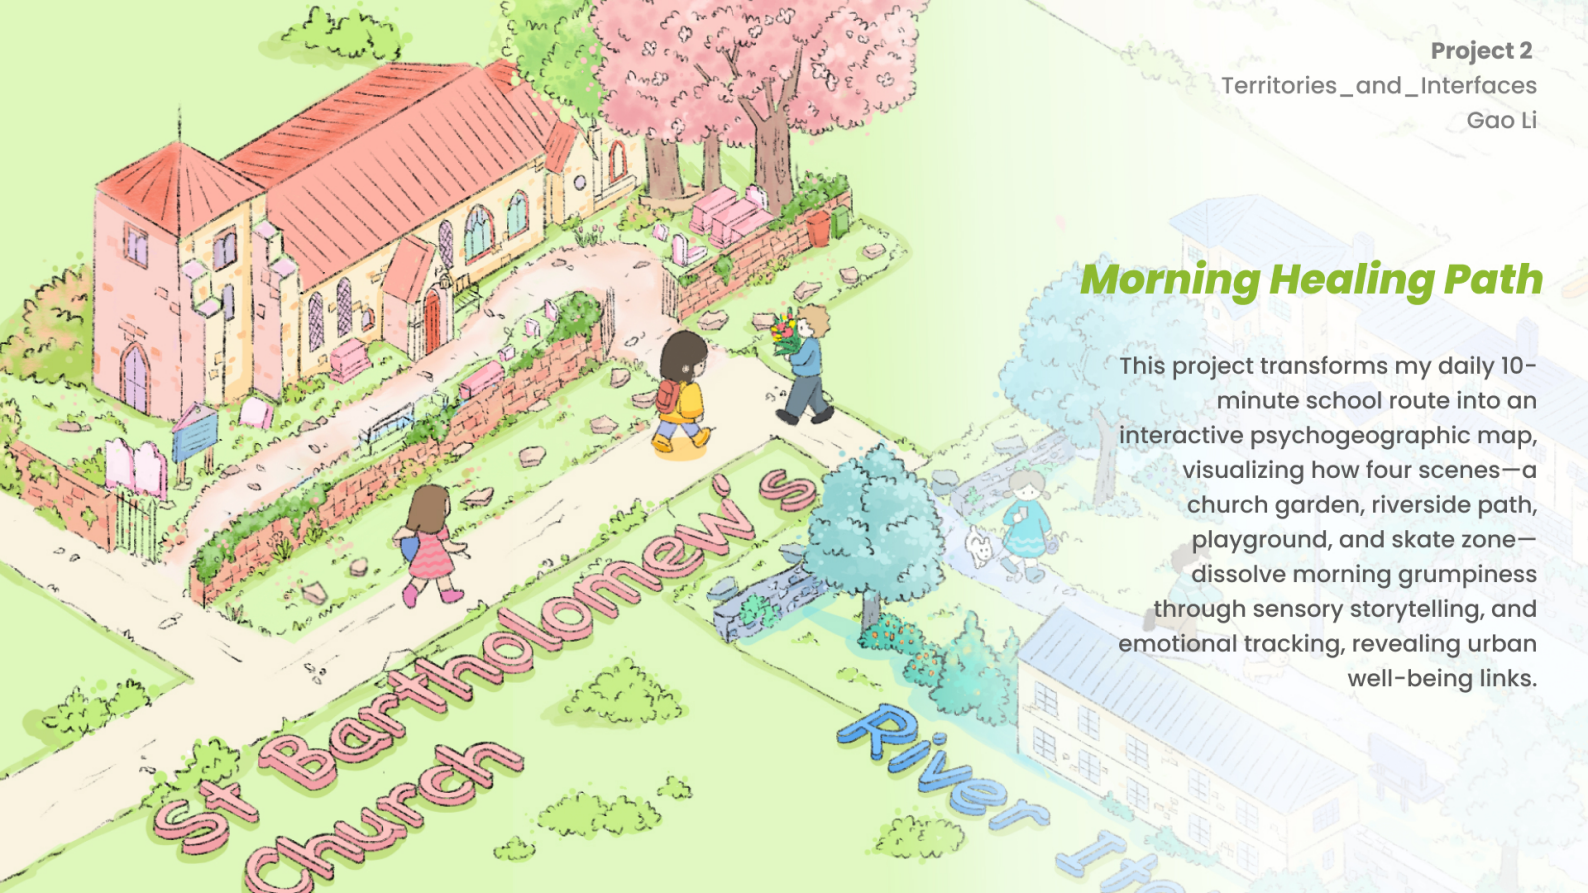 Project 2
Territories_and_Interfaces
Gao Li
Morning Healing Path
This project transforms my daily 10-
minute school route into an
interactive psychogeographic map,
visualizing how four scenes—a
church garden, riverside path,
playground, and skate zone—
dissolve morning grumpiness
through sensory storytelling, and
emotional tracking, revealing urban
well-being links.
St Bartholomew's
Church
River